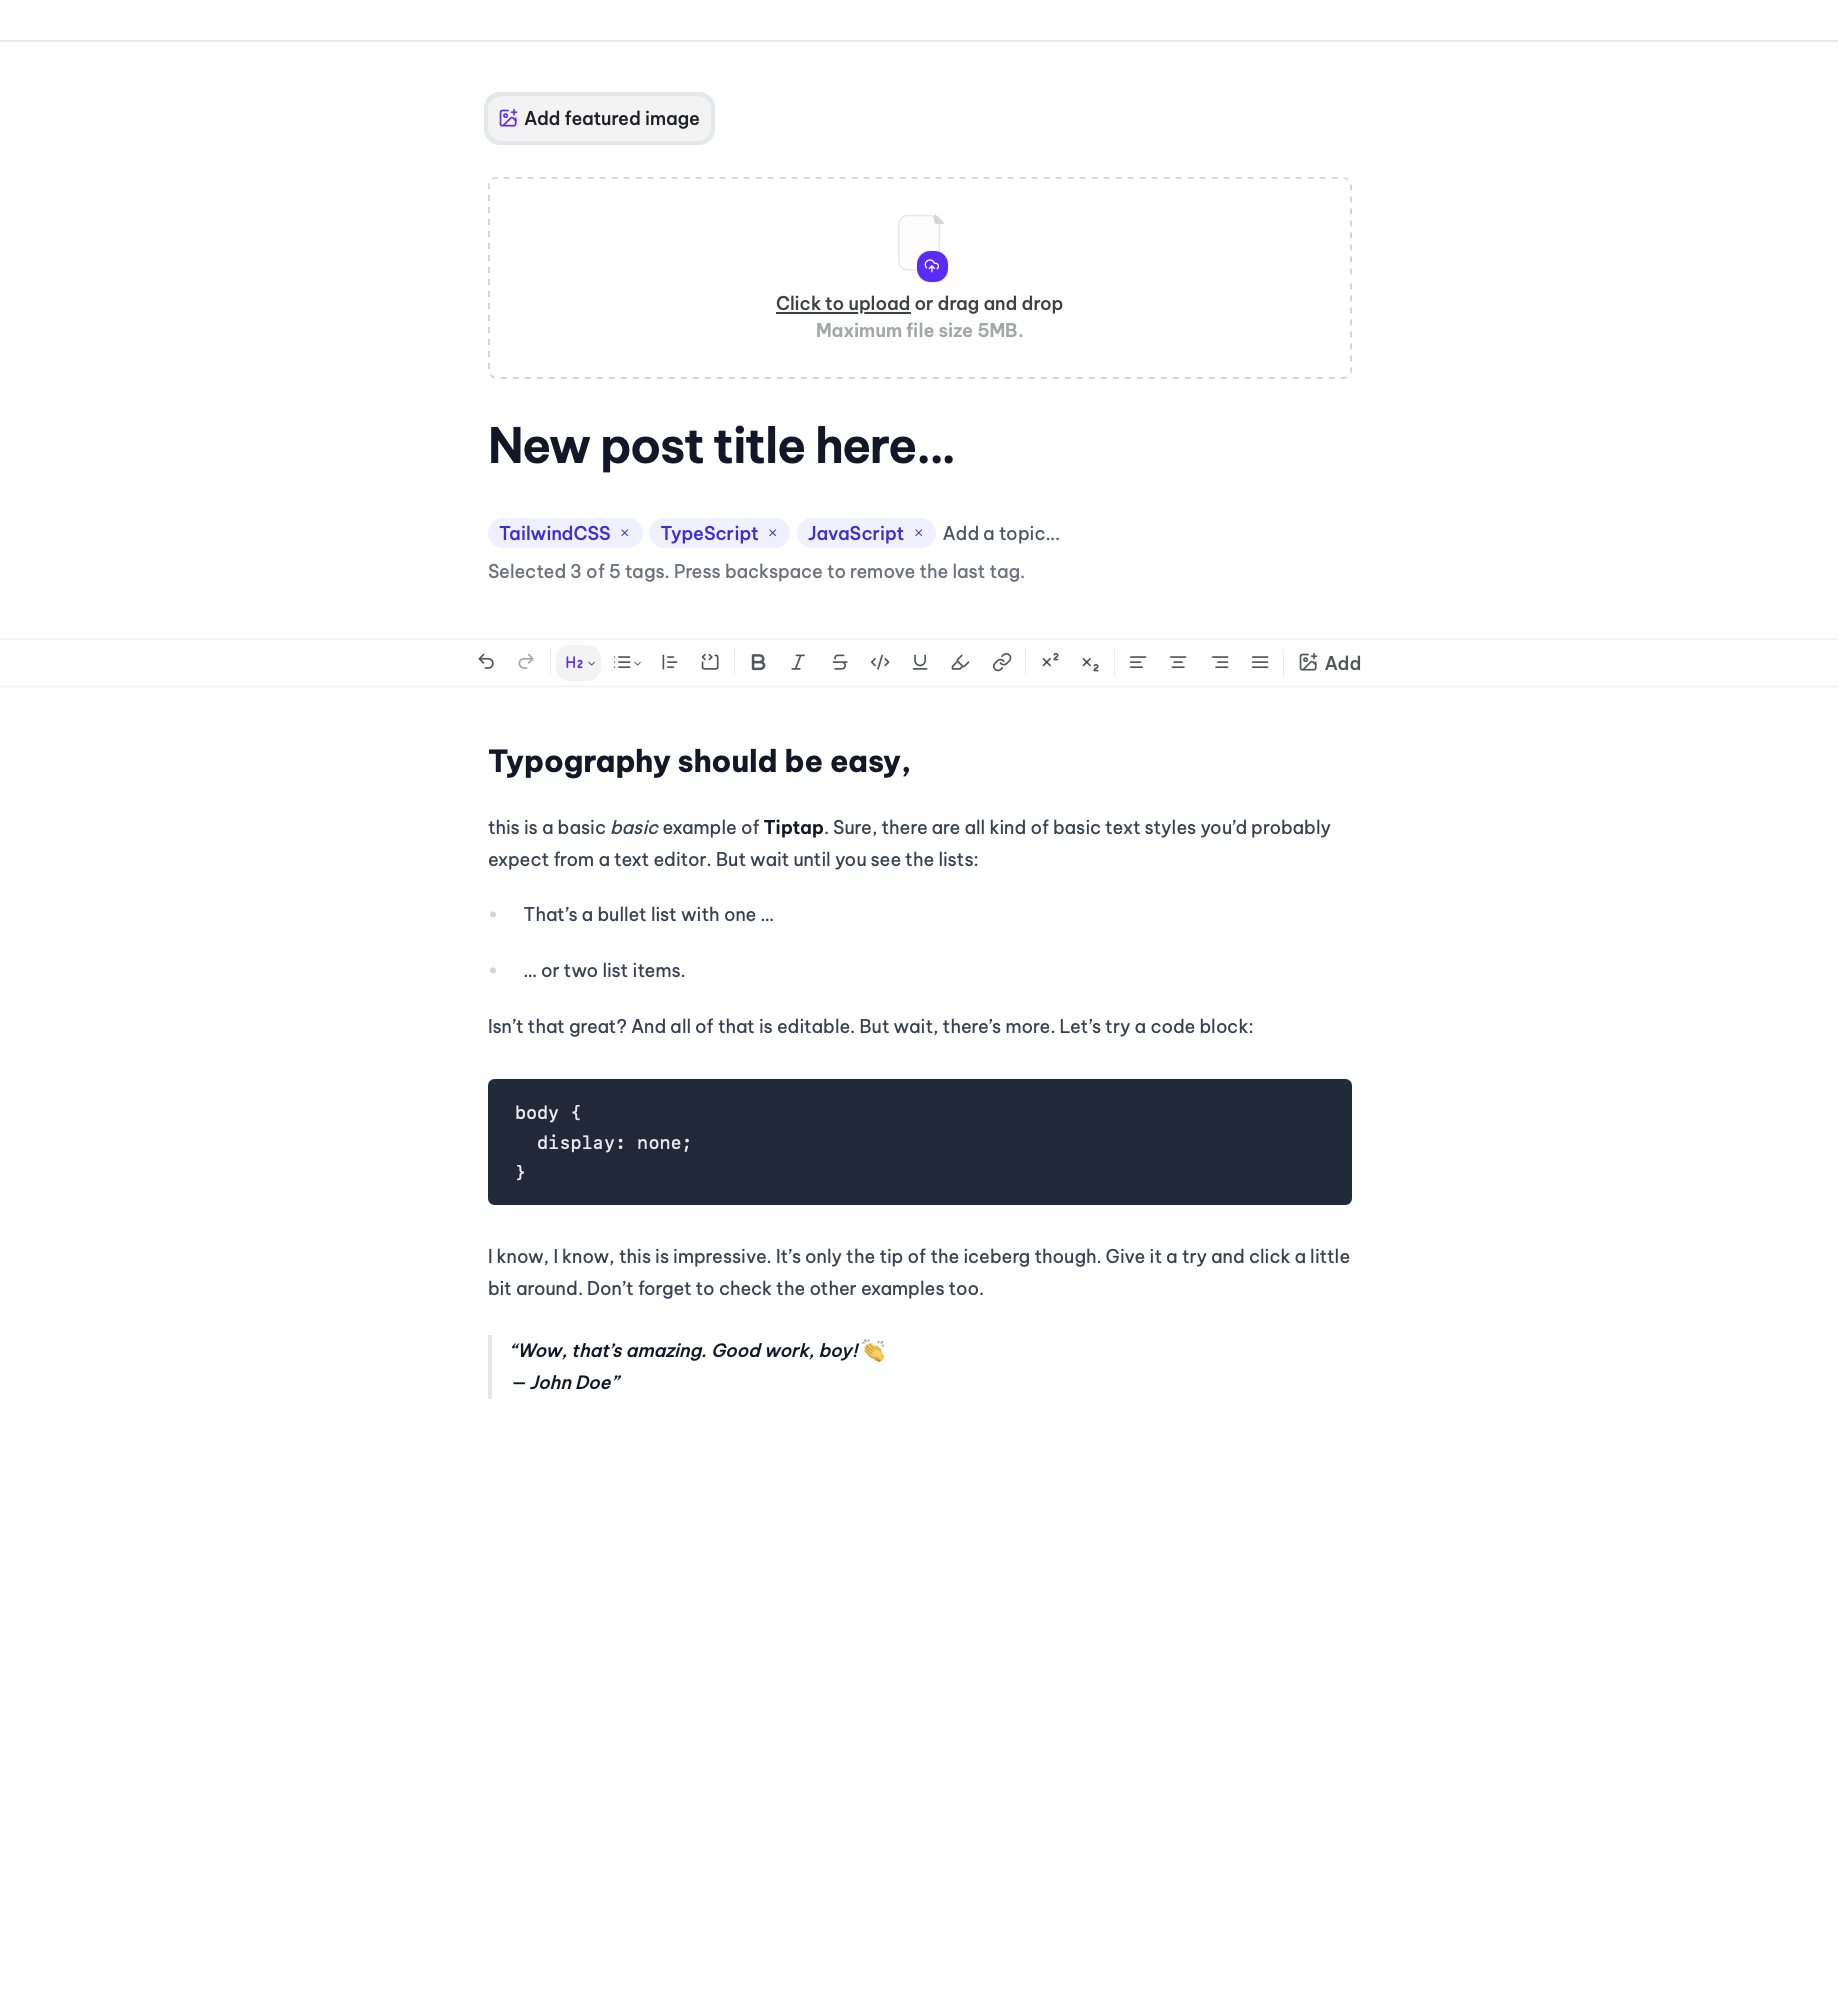 Add featured image
Click to upload or drag and drop
Maximum file size 5MB.
New post title here...
TailwindCSS × TypeScript × JavaScript × Add a topic...
Selected 3 of 5 tags. Press backspace to remove the last tag.
H2 B I S U x² x₂ Add
Typography should be easy,
this is a basic basic example of Tiptap. Sure, there are all kind of basic text styles you’d probably
expect from a text editor. But wait until you see the lists:
• That’s a bullet list with one …
• … or two list items.
Isn’t that great? And all of that is editable. But wait, there’s more. Let’s try a code block:
body {
  display: none;
}
I know, I know, this is impressive. It’s only the tip of the iceberg though. Give it a try and click a little
bit around. Don’t forget to check the other examples too.
“Wow, that’s amazing. Good work, boy! 👏
— John Doe”